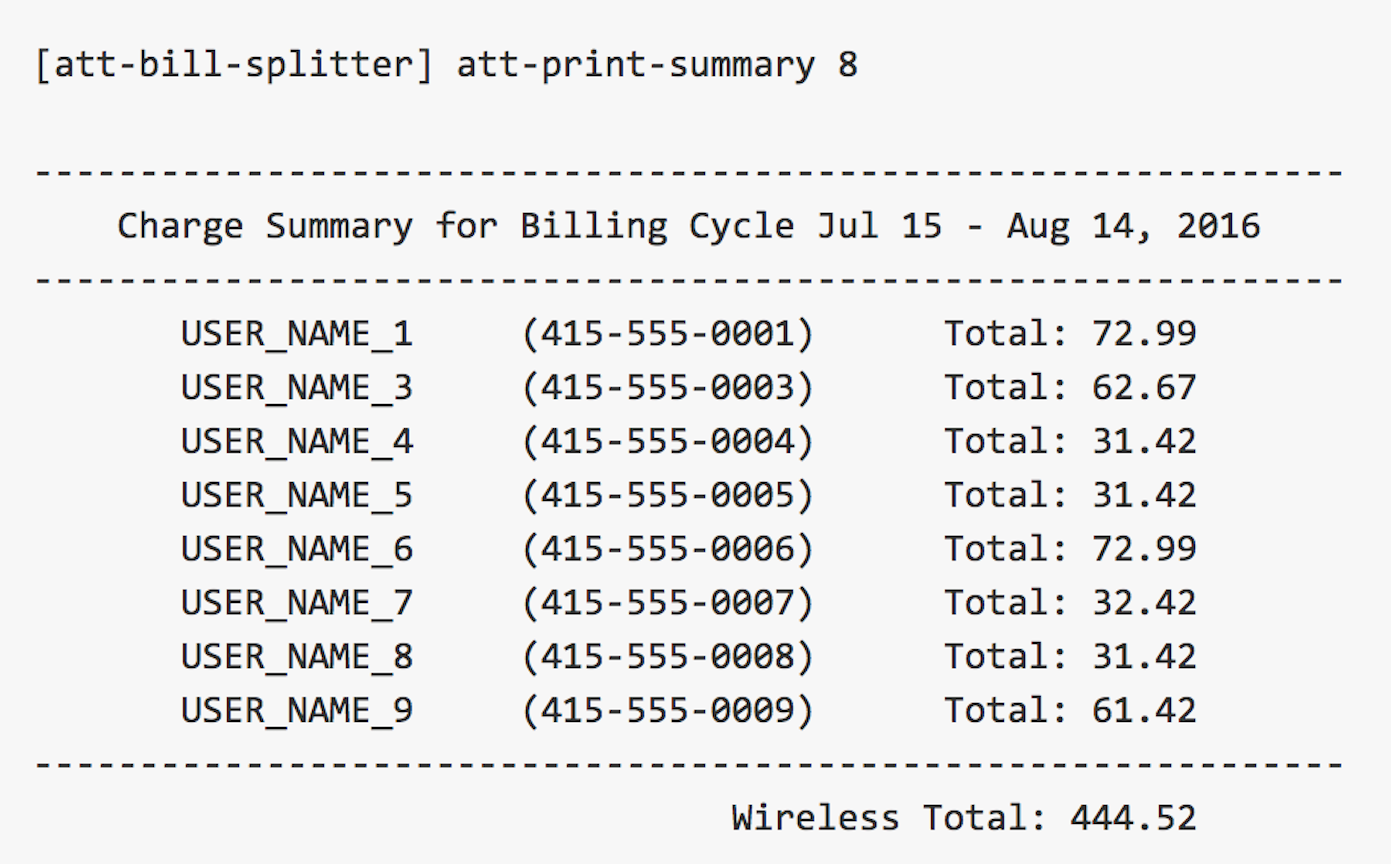 [att-bill-splitter] att-print-summary 8
--------------------------------------------------------------
Charge Summary for Billing Cycle Jul 15 - Aug 14, 2016
--------------------------------------------------------------
USER_NAME_1 (415-555-0001) Total: 72.99
USER_NAME_3 (415-555-0003) Total: 62.67
USER_NAME_4 (415-555-0004) Total: 31.42
USER_NAME_5 (415-555-0005) Total: 31.42
USER_NAME_6 (415-555-0006) Total: 72.99
USER_NAME_7 (415-555-0007) Total: 32.42
USER_NAME_8 (415-555-0008) Total: 31.42
USER_NAME_9 (415-555-0009) Total: 61.42
--------------------------------------------------------------
Wireless Total: 444.52